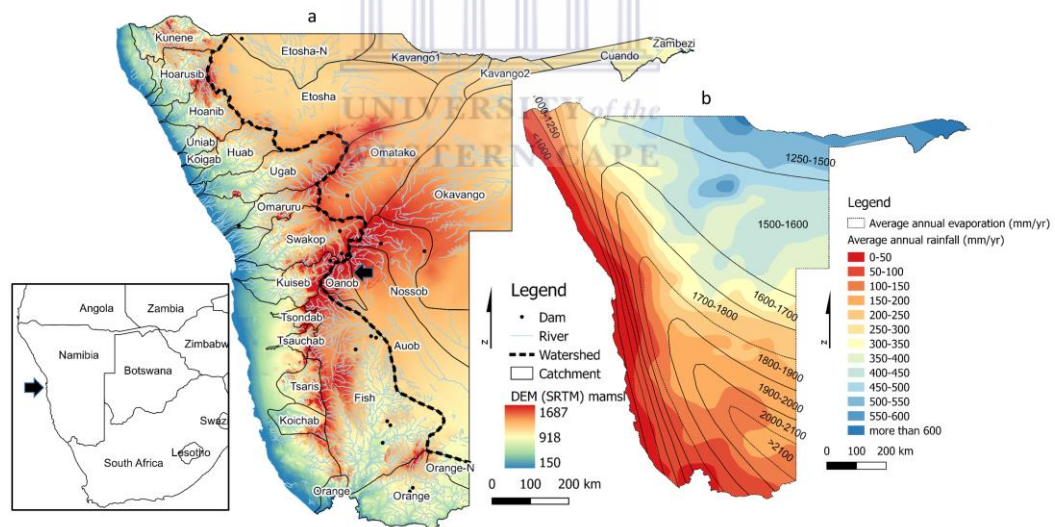 a
Kunene
Etosha-N
Kavango1
Cuando
Zambezi
Hoarusib
Kavango2
Etosha
Hoanib
UNIVERSITY of the
WESTERN CAPE
Uniab
Koigab
Huab
Omatako
Ugab
Okavango
Omaruru
Swakop
Kuiseb
Oanob
Nossob
Tsondab
Tsauchab
Auob
Tsaris
Fish
Koichab
Orange-N
Orange
Orange
Legend
Dam
River
Watershed
Catchment
DEM (SRTM) mamsl
1687
918
150
0
100
200 km
z
Angola
Zambia
Zimbabw
Namibia
Botswana
Swaz
South Africa
Lesotho
b
1000-1250
<1000
1250-1500
1500-1600
1600-1700
1700-1800
1800-1900
1900-2000
2000-2100
>2100
Legend
Average annual evaporation (mm/yr)
Average annual rainfall (mm/yr)
0-50
50-100
100-150
150-200
200-250
250-300
300-350
350-400
400-450
450-500
500-550
550-600
more than 600
z
0
100
200 km